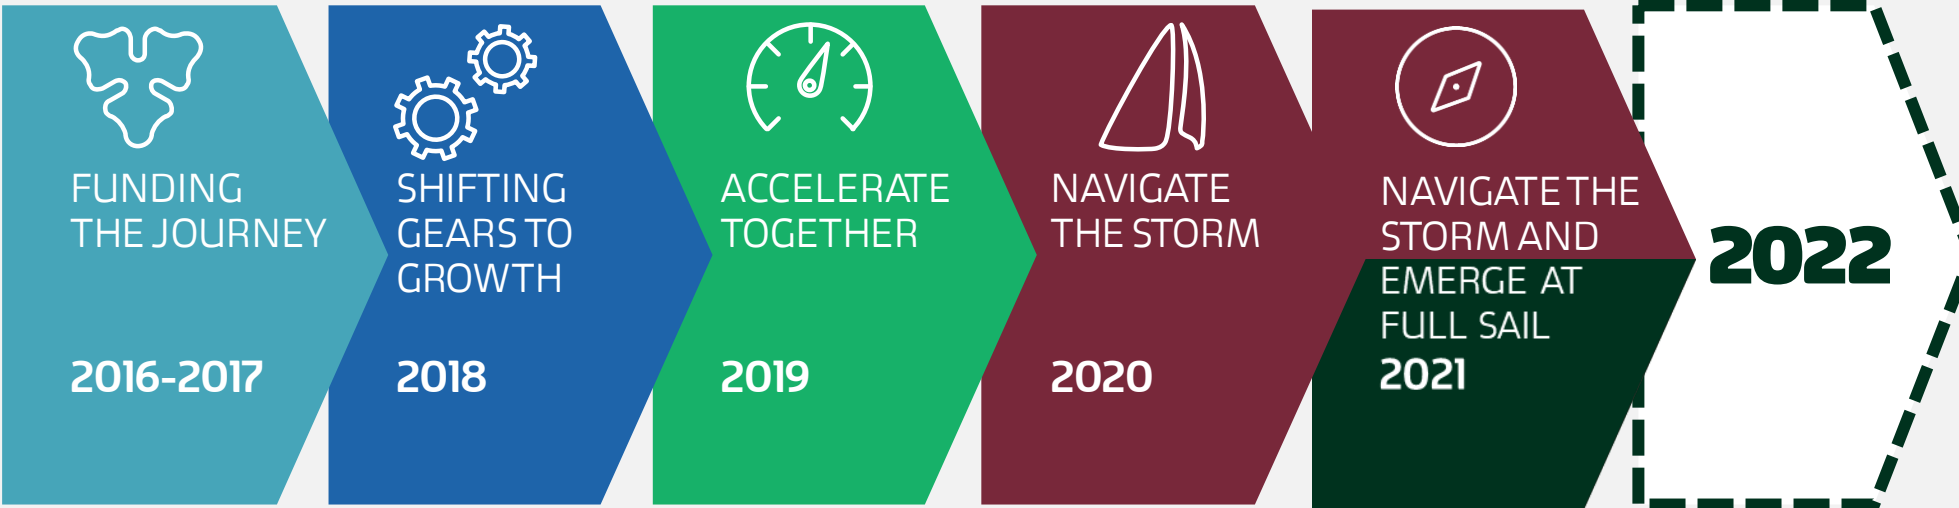 FUNDING
THE JOURNEY
2016-2017
SHIFTING
GEARS TO
GROWTH
2018
ACCELERATE
TOGETHER
2019
NAVIGATE
THE STORM
2020
NAVIGATE THE
STORM AND
EMERGE AT
FULL SAIL
2021
2022